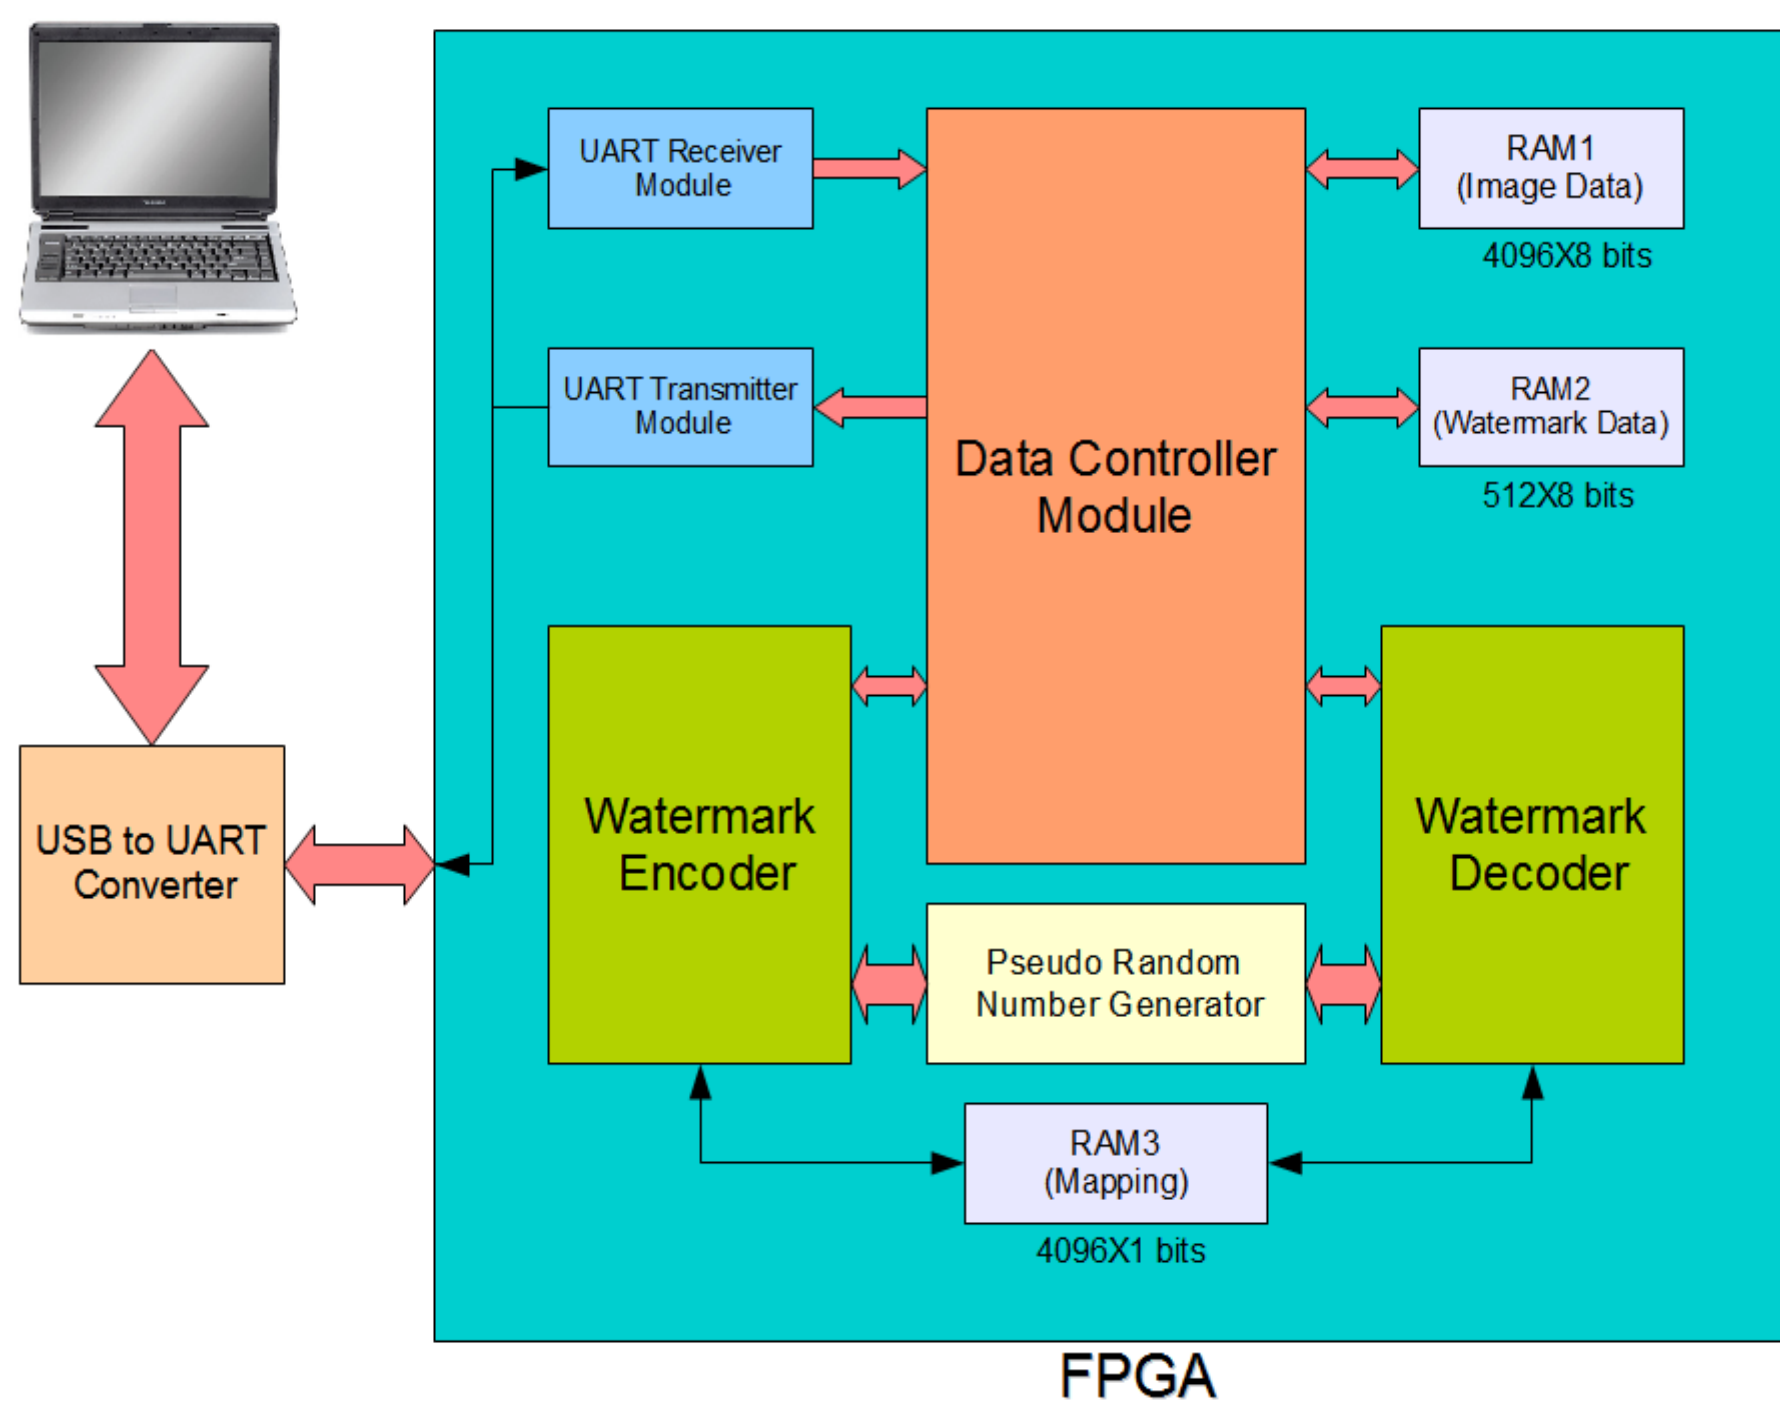 UART Receiver
Module
RAM1
(Image Data)
4096X8 bits
UART Transmitter
Module
Data Controller
Module
RAM2
(Watermark Data)
512X8 bits
USB to UART
Converter
Watermark
Encoder
Watermark
Decoder
Pseudo Random
Number Generator
RAM3
(Mapping)
4096X1 bits
FPGA